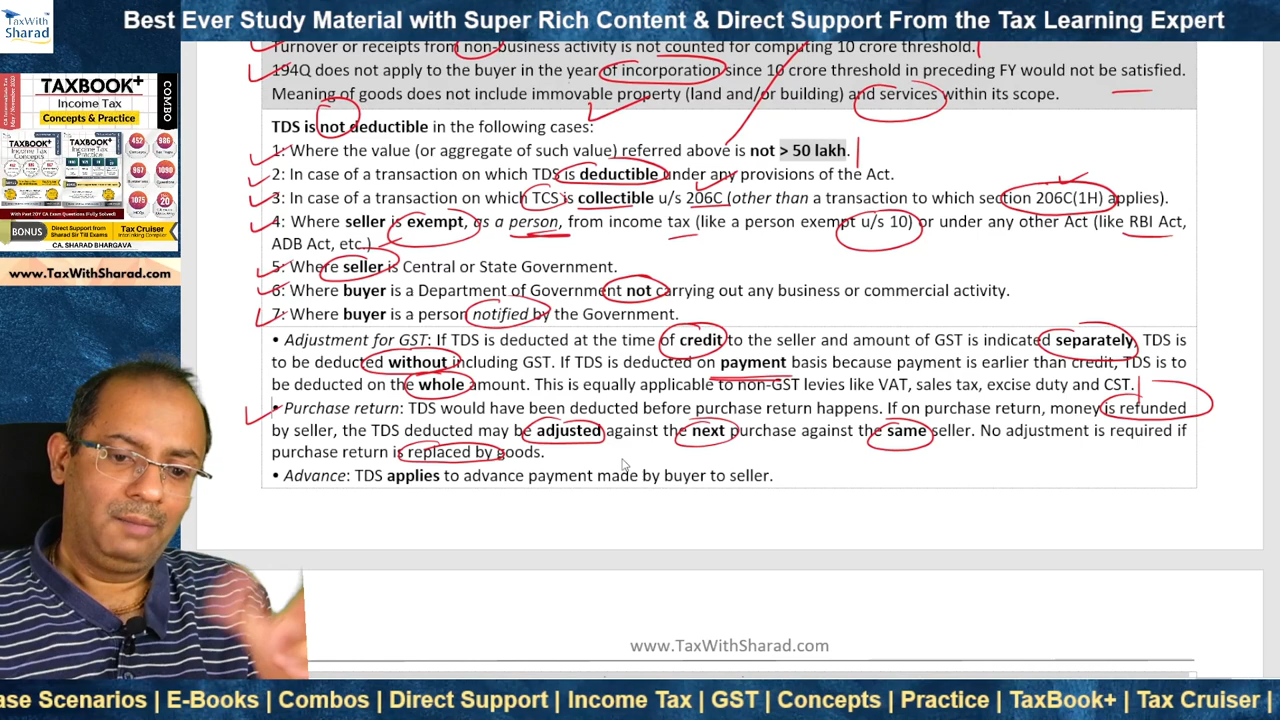 Best Ever Study Material with Super Rich Content & Direct Support From the Tax Learning Expert
TaxWith
Sharad
TAXBOOK+
Income Tax
Concepts & Practice
COMBO
BONUS
Direct Support from
Sharad Sir Till Exams
Tax Cruiser
CA. SHARAD BHARGAVA
www.TaxWithSharad.com
Turnover or receipts from non-business activity is not counted for computing 10 crore threshold.
194Q does not apply to the buyer in the year of incorporation since 10 crore threshold in preceding FY would not be satisfied.
Meaning of goods does not include immovable property (land and/or building) and services within its scope.
TDS is not deductible in the following cases:
1: Where the value (or aggregate of such value) referred above is not > 50 lakh.
2: In case of a transaction on which TDS is deductible under any provisions of the Act.
3: In case of a transaction on which TCS is collectible u/s 206C (other than a transaction to which section 206C(1H) applies).
4: Where seller is exempt, as a person, from income tax (like a person exempt u/s 10) or under any other Act (like RBI Act,
ADB Act, etc.)
5: Where seller is Central or State Government.
6: Where buyer is a Department of Government not carrying out any business or commercial activity.
7: Where buyer is a person notified by the Government.
• Adjustment for GST: If TDS is deducted at the time of credit to the seller and amount of GST is indicated separately, TDS is
to be deducted without including GST. If TDS is deducted on payment basis because payment is earlier than credit, TDS is to
be deducted on the whole amount. This is equally applicable to non-GST levies like VAT, sales tax, excise duty and CST.
• Purchase return: TDS would have been deducted before purchase return happens. If on purchase return, money is refunded
by seller, the TDS deducted may be adjusted against the next purchase against the same seller. No adjustment is required if
purchase return is replaced by goods.
• Advance: TDS applies to advance payment made by buyer to seller.
www.TaxWithSharad.com
ase Scenarios | E-Books | Combos | Direct Support | Income Tax | GST | Concepts | Practice | TaxBook+ | Tax Cruiser |